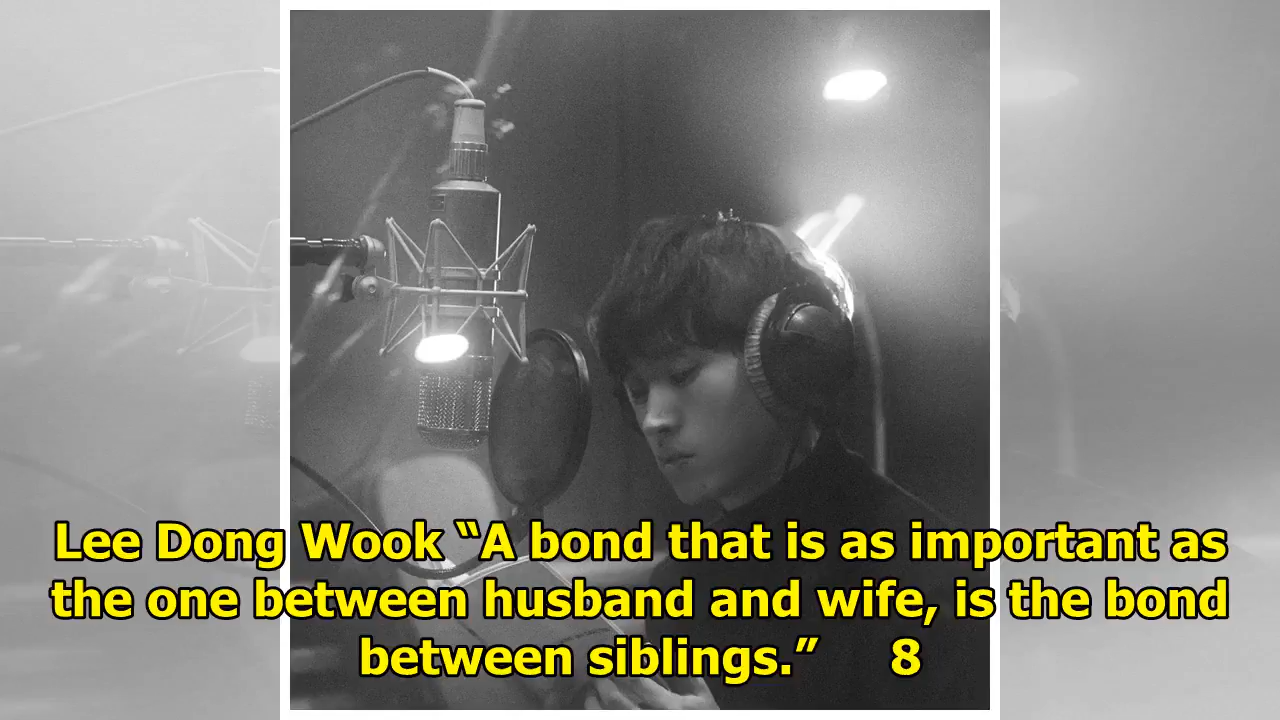 Lee Dong Wook “A bond that is as important as
the one between husband and wife, is the bond
between siblings.” 8